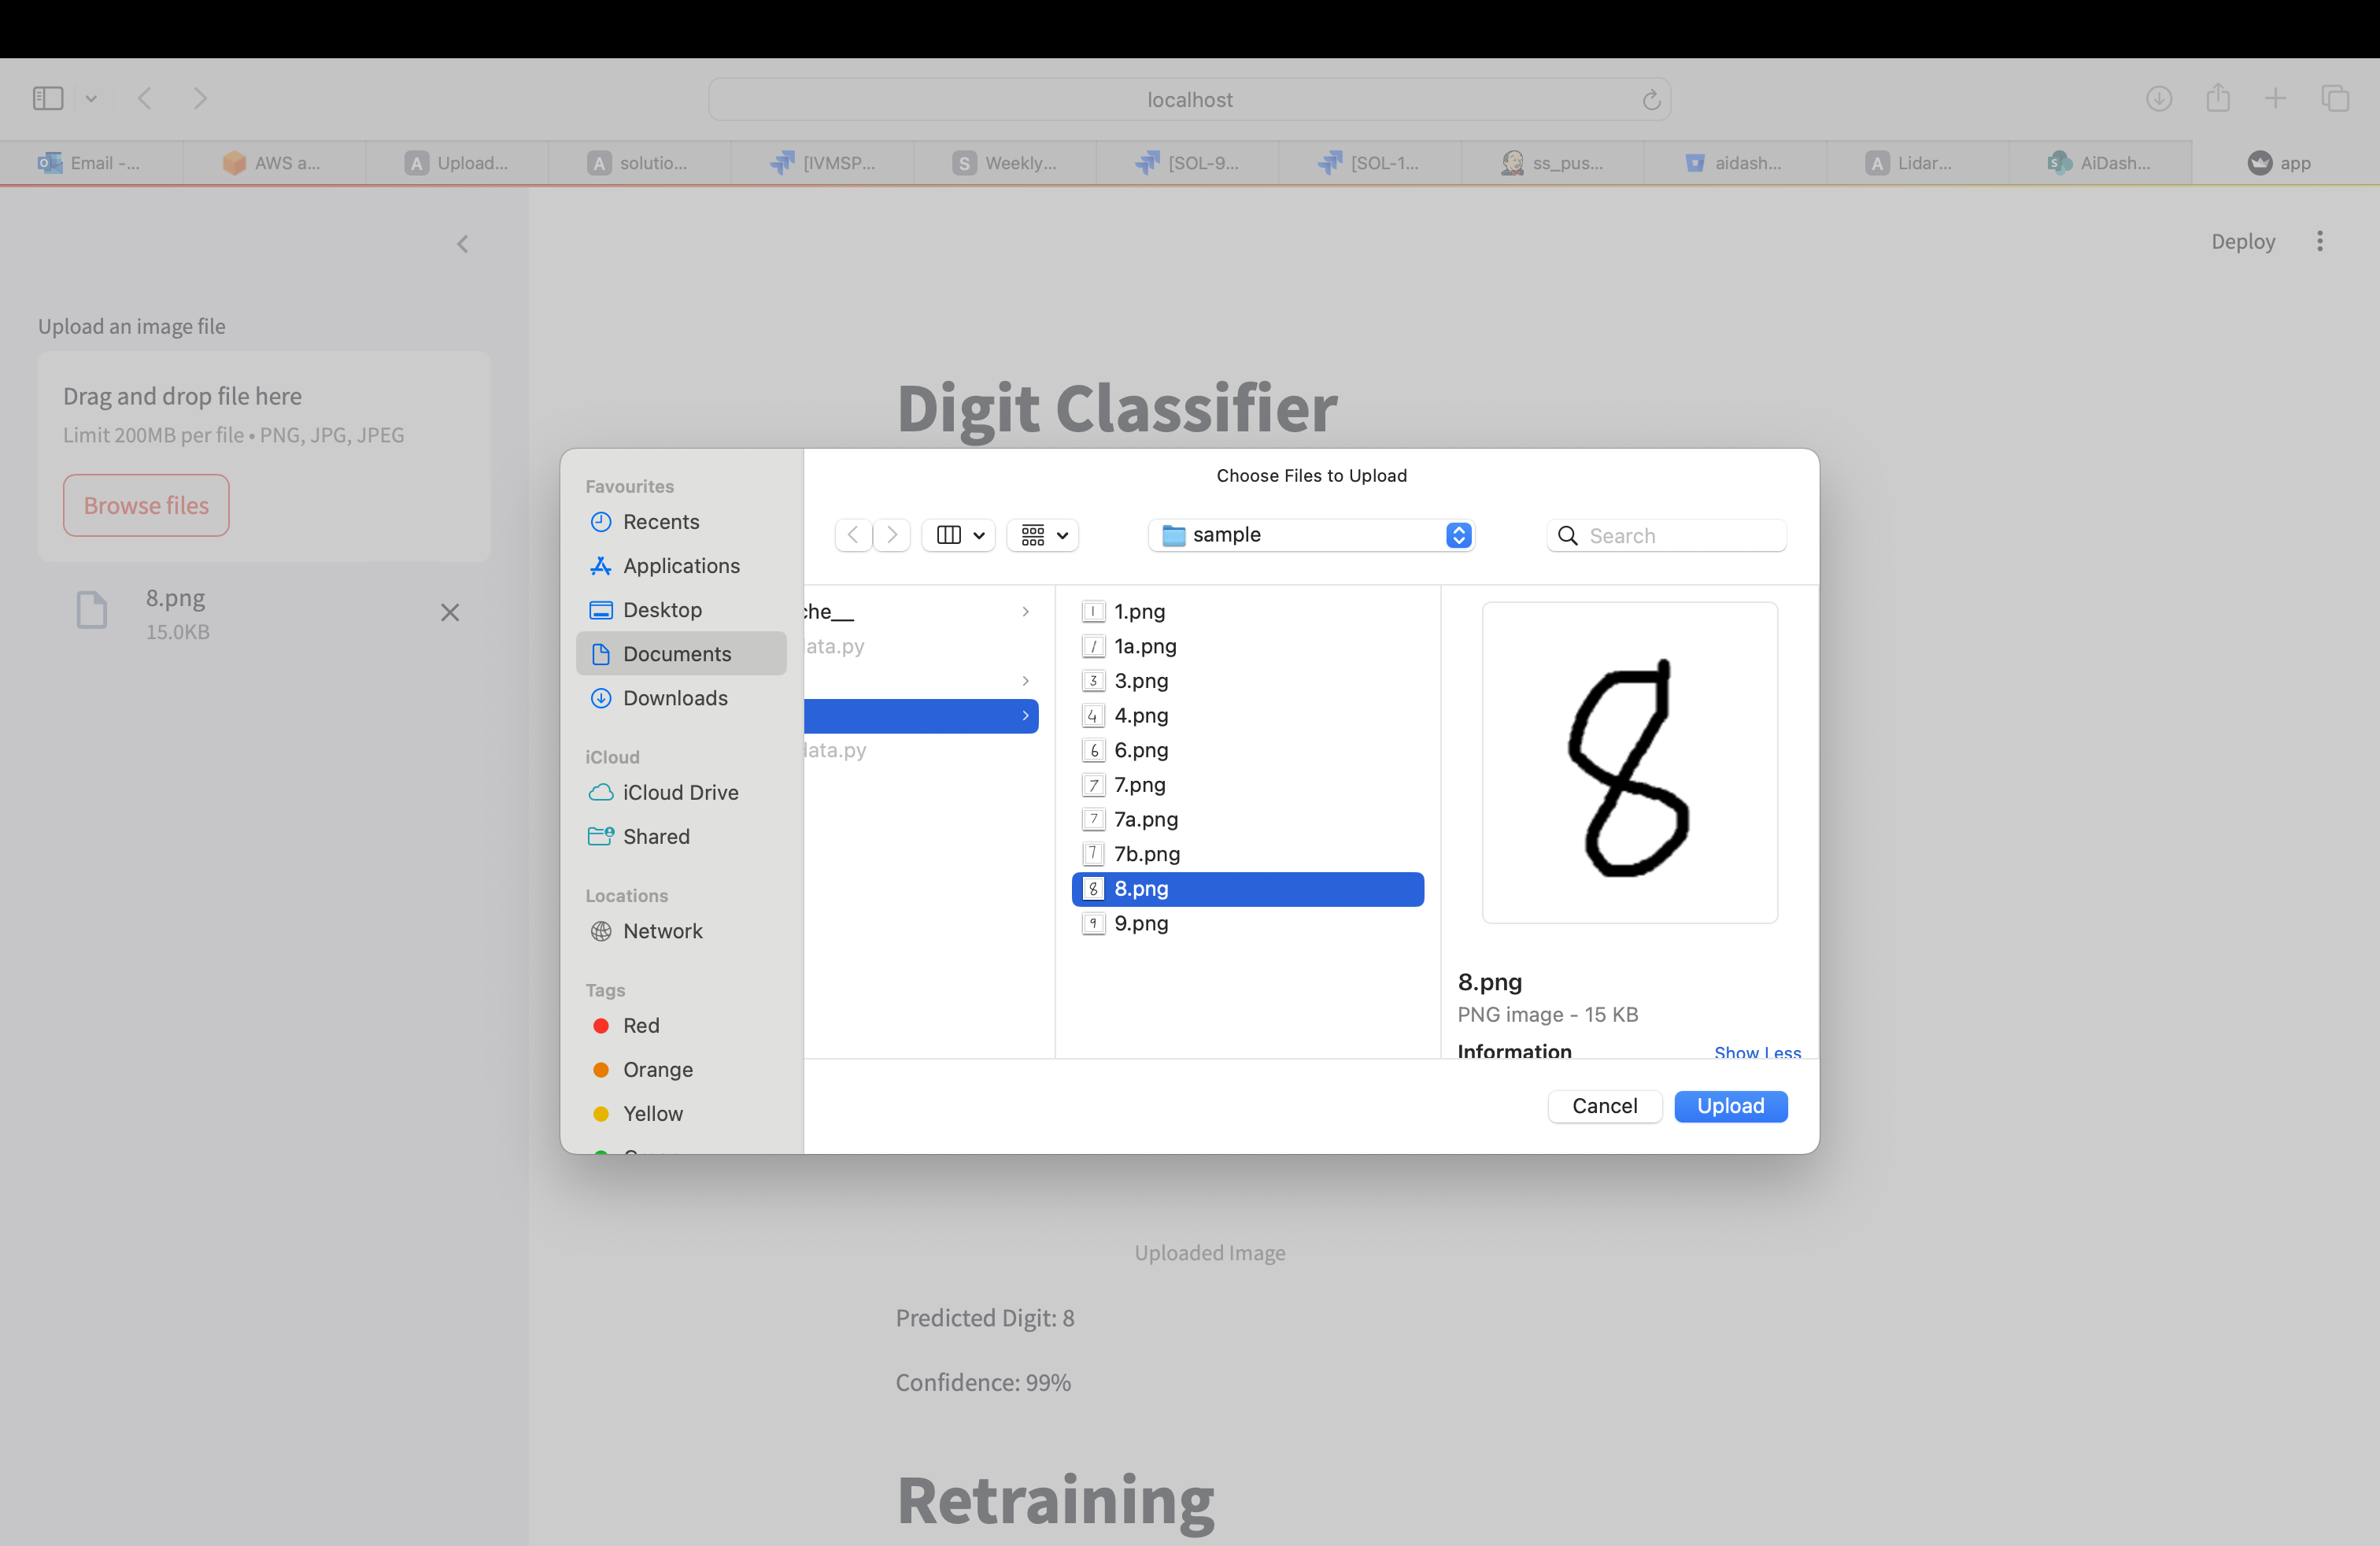 localhost
Email -...
AWS a...
Upload...
solutio...
[IVMSP...
Weekly...
[SOL-9...
[SOL-1...
ss_pus...
aidash...
Lidar...
AiDash...
app
Deploy
Upload an image file
Drag and drop file here
Limit 200MB per file • PNG, JPG, JPEG
Browse files
8.png
15.0KB
Digit Classifier
Choose Files to Upload
Favourites
Recents
Applications
Desktop
Documents
Downloads
iCloud
iCloud Drive
Shared
Locations
Network
Tags
Red
Orange
Yellow
sample
Search
che__
ata.py
data.py
1.png
1a.png
3.png
4.png
6.png
7.png
7a.png
7b.png
8.png
9.png
8
8.png
PNG image - 15 KB
Information
Show Less
Cancel
Upload
Uploaded Image
Predicted Digit: 8
Confidence: 99%
Retraining